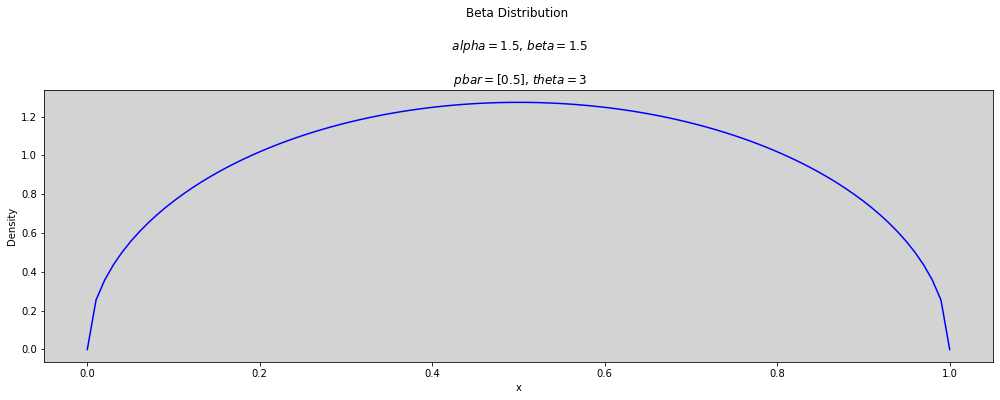 Beta Distribution
alpha = 1.5, beta = 1.5
pbar = [0.5], theta = 3
1.2
1.0
0.8
0.6
0.4
0.2
0.0
Density
0.0 0.2 0.4 0.6 0.8 1.0
x